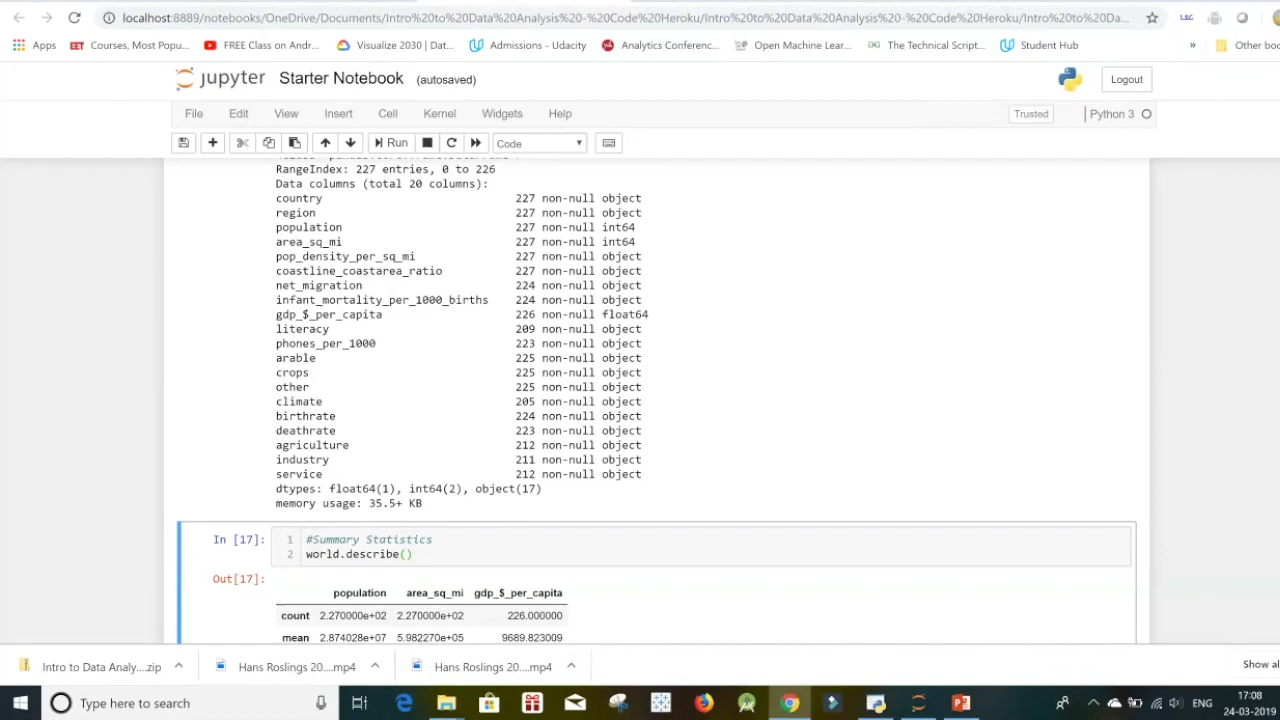 localhost:8889/notebooks/OneDrive/Documents/Intro%20to%20Data%20Analysis%20-%20Code%20Heroku/Intro%20to%20Data%20Analysis%20-%20Code%20Heroku/Intro%20to%20Da...
Apps Courses, Most Popu... FREE Class on Andr... Visualize 2030 | Dat... Admissions - Udacity Analytics Conferenc... Open Machine Lear... The Technical Script... Student Hub » Other boo
jupyter Starter Notebook (autosaved) Logout
File Edit View Insert Cell Kernel Widgets Help Trusted Python 3
Run Code
RangeIndex: 227 entries, 0 to 226
Data columns (total 20 columns):
country 227 non-null object
region 227 non-null object
population 227 non-null int64
area_sq_mi 227 non-null int64
pop_density_per_sq_mi 227 non-null object
coastline_coastarea_ratio 227 non-null object
net_migration 224 non-null object
infant_mortality_per_1000_births 224 non-null object
gdp_$_per_capita 226 non-null float64
literacy 209 non-null object
phones_per_1000 223 non-null object
arable 225 non-null object
crops 225 non-null object
other 225 non-null object
climate 205 non-null object
birthrate 224 non-null object
deathrate 223 non-null object
agriculture 212 non-null object
industry 211 non-null object
service 212 non-null object
dtypes: float64(1), int64(2), object(17)
memory usage: 35.5+ KB
In [17]: 1 #Summary Statistics
2 world.describe()
Out[17]:
population area_sq_mi gdp_$_per_capita
count 2.270000e+02 2.270000e+02 226.000000
mean 2.874028e+07 5.982270e+05 9689.823009
Intro to Data Analy....zip Hans Roslings 20....mp4 Hans Roslings 20....mp4 Show al
Type here to search ENG 17:08
24-03-2019